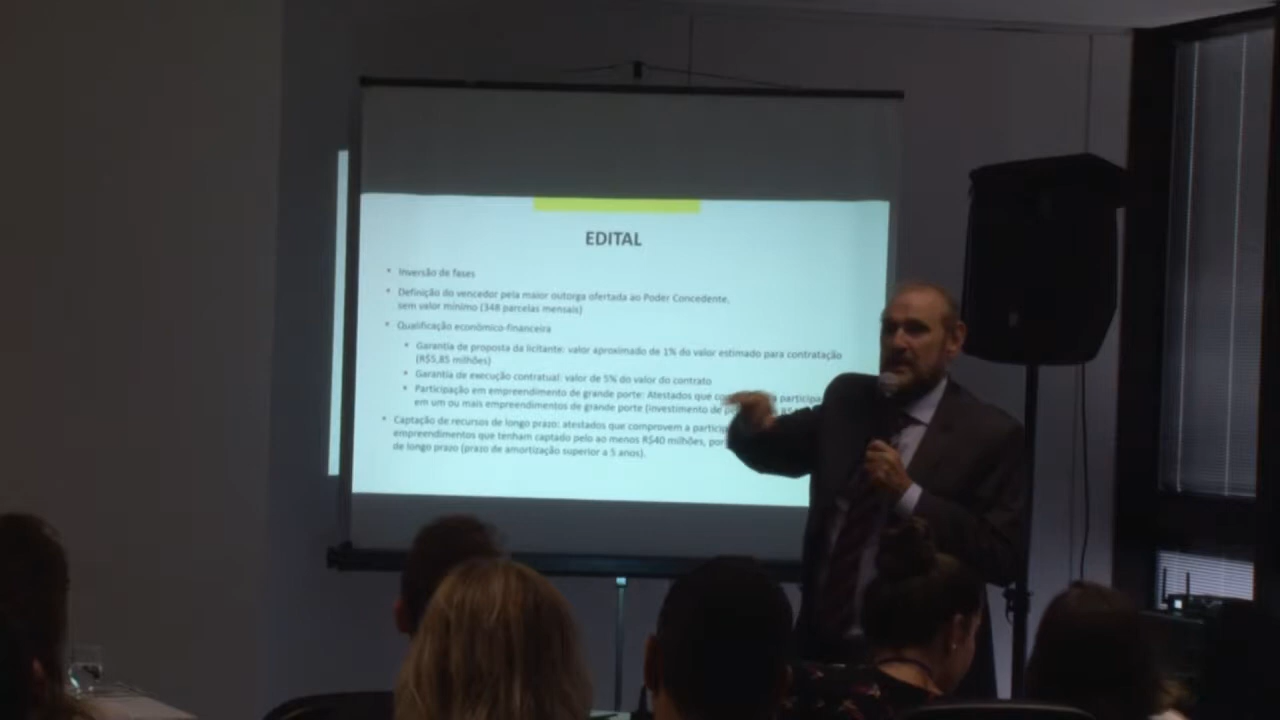 EDITAL
• Inversão de fases
• Definição do vencedor pela maior outorga ofertada ao Poder Concedente,
sem valor mínimo (348 parcelas mensais)
• Qualificação econômico-financeira
• Garantia de proposta da licitante: valor aproximado de 1% do valor estimado para contratação
(R$5,85 milhões)
• Garantia de execução contratual: valor de 5% do valor do contrato
• Participação em empreendimento de grande porte: Atestados que a participa
em um ou mais empreendimentos de grande porte (investimento de
• Captação de recursos de longo prazo: atestados que comprovem a particip
empreendimentos que tenham captado pelo ao menos R$40 milhões, por
de longo prazo (prazo de amortização superior a 5 anos).